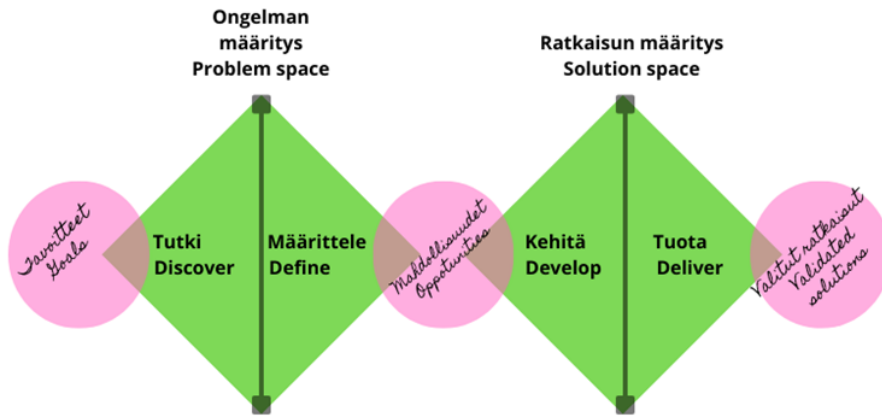 Ongelman
määritys
Problem space
Ratkaisun määritys
Solution space
Tavoitteet
Goals
Tutki
Discover
Määrittele
Define
Mahdollisuudet
Oppotunities
Kehitä
Develop
Tuota
Deliver
Valitut ratkaisut
Validated
solutions